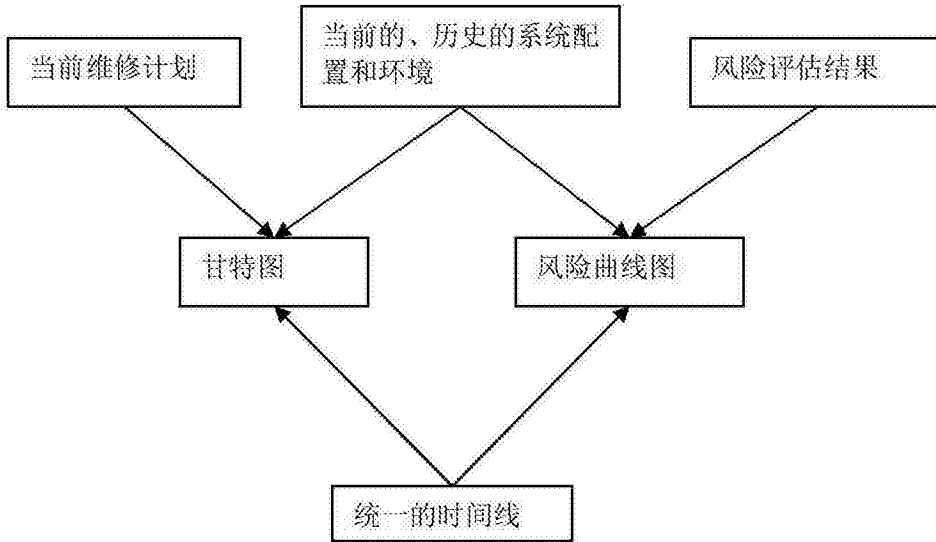 当前维修计划
当前的、历史的系统配
置和环境
风险评估结果
甘特图
风险曲线图
统一的时间线